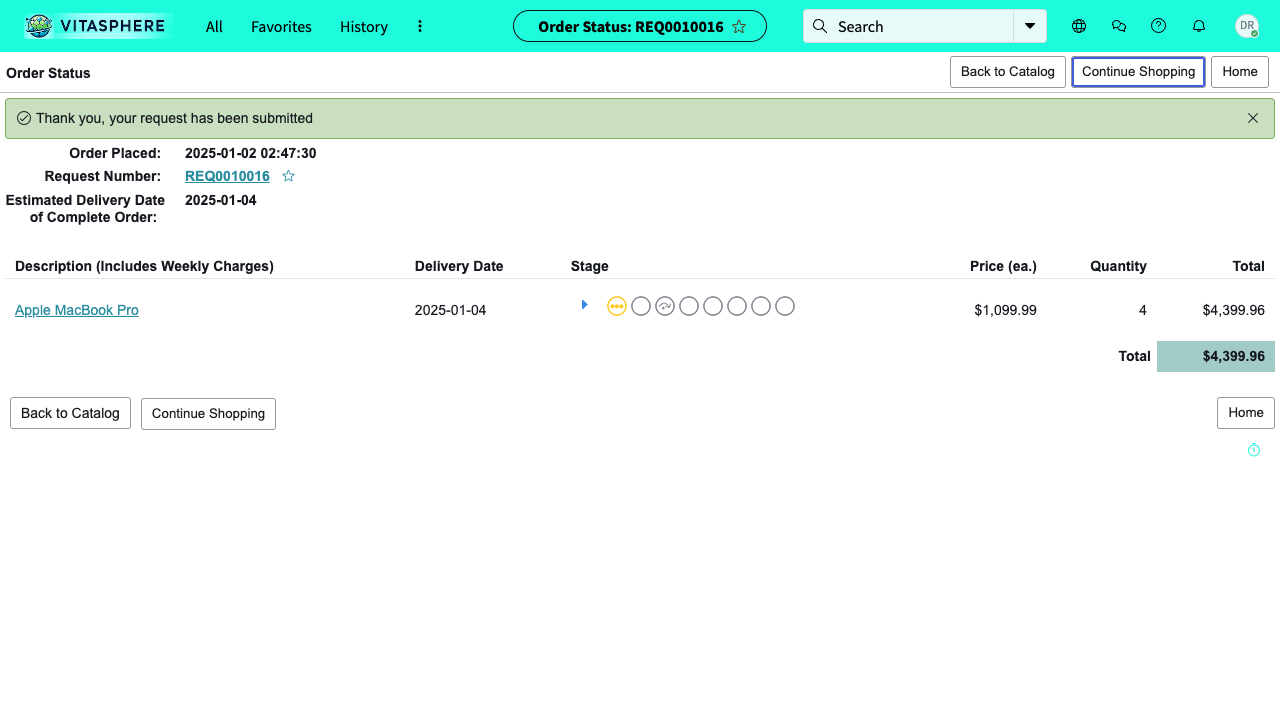 VITASPHERE All Favorites History Order Status: REQ0010016 Search DR
Order Status Back to Catalog Continue Shopping Home
Thank you, your request has been submitted
Order Placed: 2025-01-02 02:47:30
Request Number: REQ0010016
Estimated Delivery Date of Complete Order: 2025-01-04
Description (Includes Weekly Charges) Delivery Date Stage Price (ea.) Quantity Total
Apple MacBook Pro 2025-01-04 $1,099.99 4 $4,399.96
Total $4,399.96
Back to Catalog Continue Shopping Home